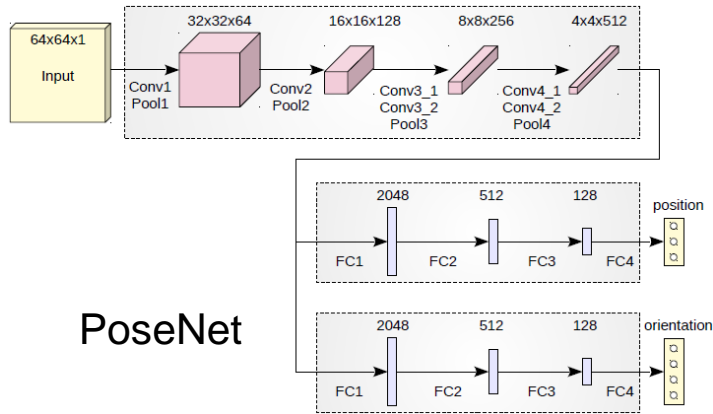 64x64x1
Input
32x32x64
16x16x128
8x8x256
4x4x512
Conv1
Pool1
Conv2
Pool2
Conv3_1
Conv3_2
Pool3
Conv4_1
Conv4_2
Pool4
2048
512
128
position
FC1
FC2
FC3
FC4
PoseNet
2048
512
128
orientation
FC1
FC2
FC3
FC4